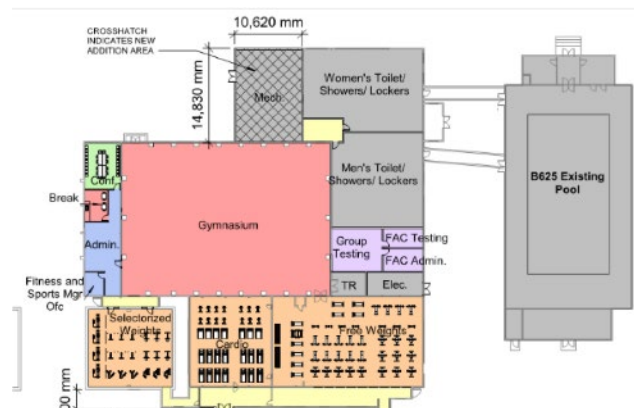 10,620 mm
CROSSHATCH
INDICATES NEW
ADDITION AREA
14,830 mm
Mech.
Women's Toilet/
Showers/ Lockers
Men's Toilet/
Showers/ Lockers
B625 Existing
Pool
Conf.
Break
Gymnasium
Admin.
Group
Testing
FAC Testing
FAC Admin.
Fitness and
Sports Mgr
Ofc
TR
Elec.
Selectorized
Weights
Cardio
Free Weights
00 mm